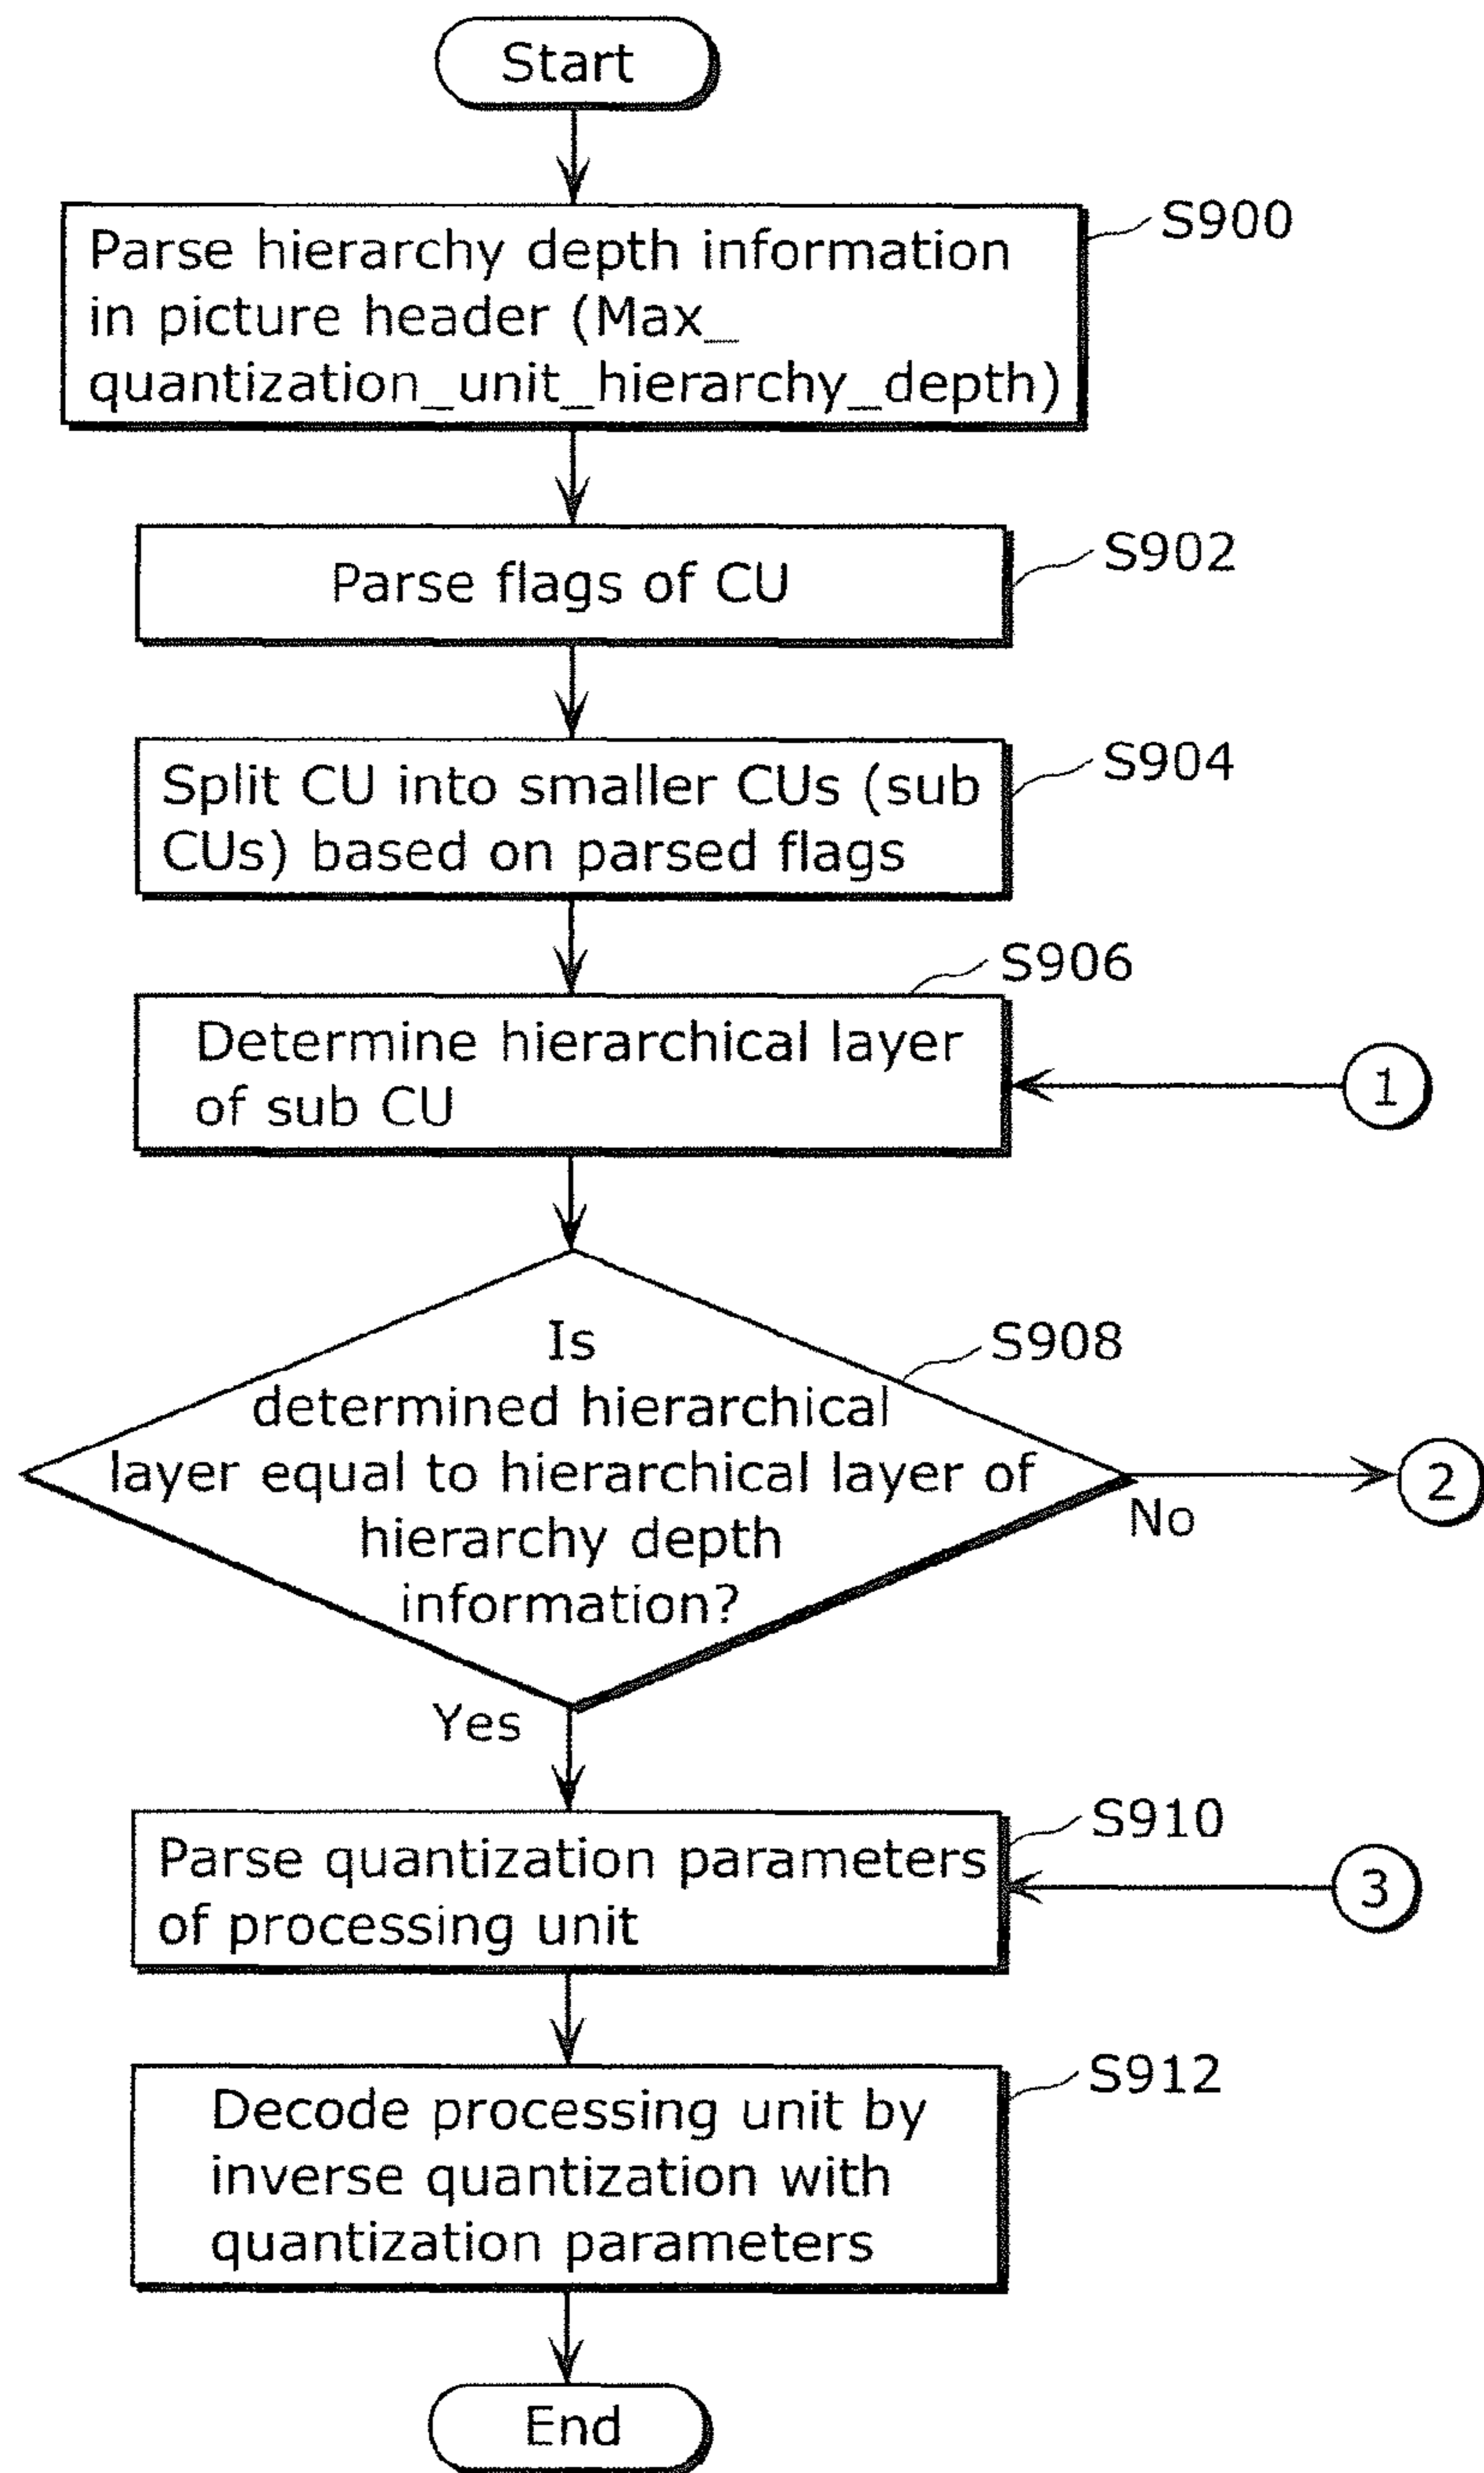 Start
S900
Parse hierarchy depth information
in picture header (Max_
quantization_unit_hierarchy_depth)
S902
Parse flags of CU
S904
Split CU into smaller CUs (sub
CUs) based on parsed flags
S906
Determine hierarchical layer
of sub CU
1
S908
Is
determined hierarchical
layer equal to hierarchical layer of
hierarchy depth
information?
No
2
Yes
S910
Parse quantization parameters
of processing unit
3
S912
Decode processing unit by
inverse quantization with
quantization parameters
End